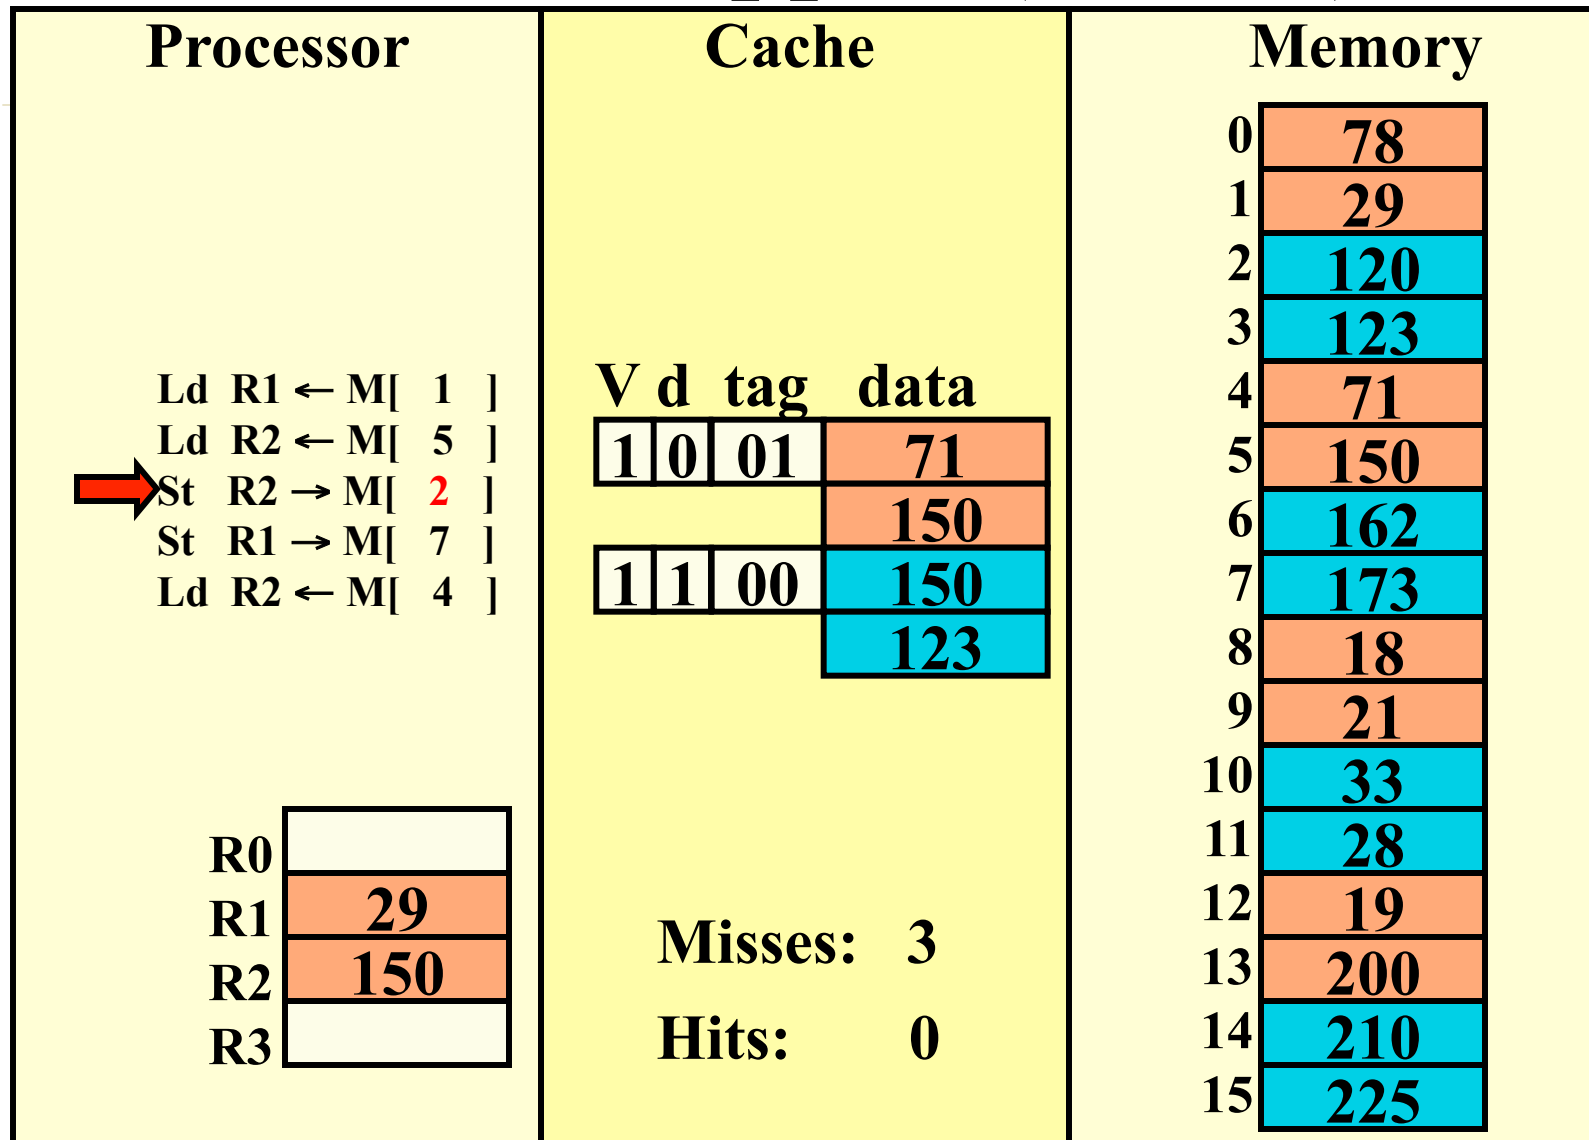 Processor
Ld R1 ← M[ 1 ]
Ld R2 ← M[ 5 ]
St R2 → M[ 2 ]
St R1 → M[ 7 ]
Ld R2 ← M[ 4 ]
R0
R1 29
R2 150
R3
Cache
V d tag data
1 0 01 71
150
1 1 00 150
123
Misses: 3
Hits: 0
Memory
0 78
1 29
2 120
3 123
4 71
5 150
6 162
7 173
8 18
9 21
10 33
11 28
12 19
13 200
14 210
15 225